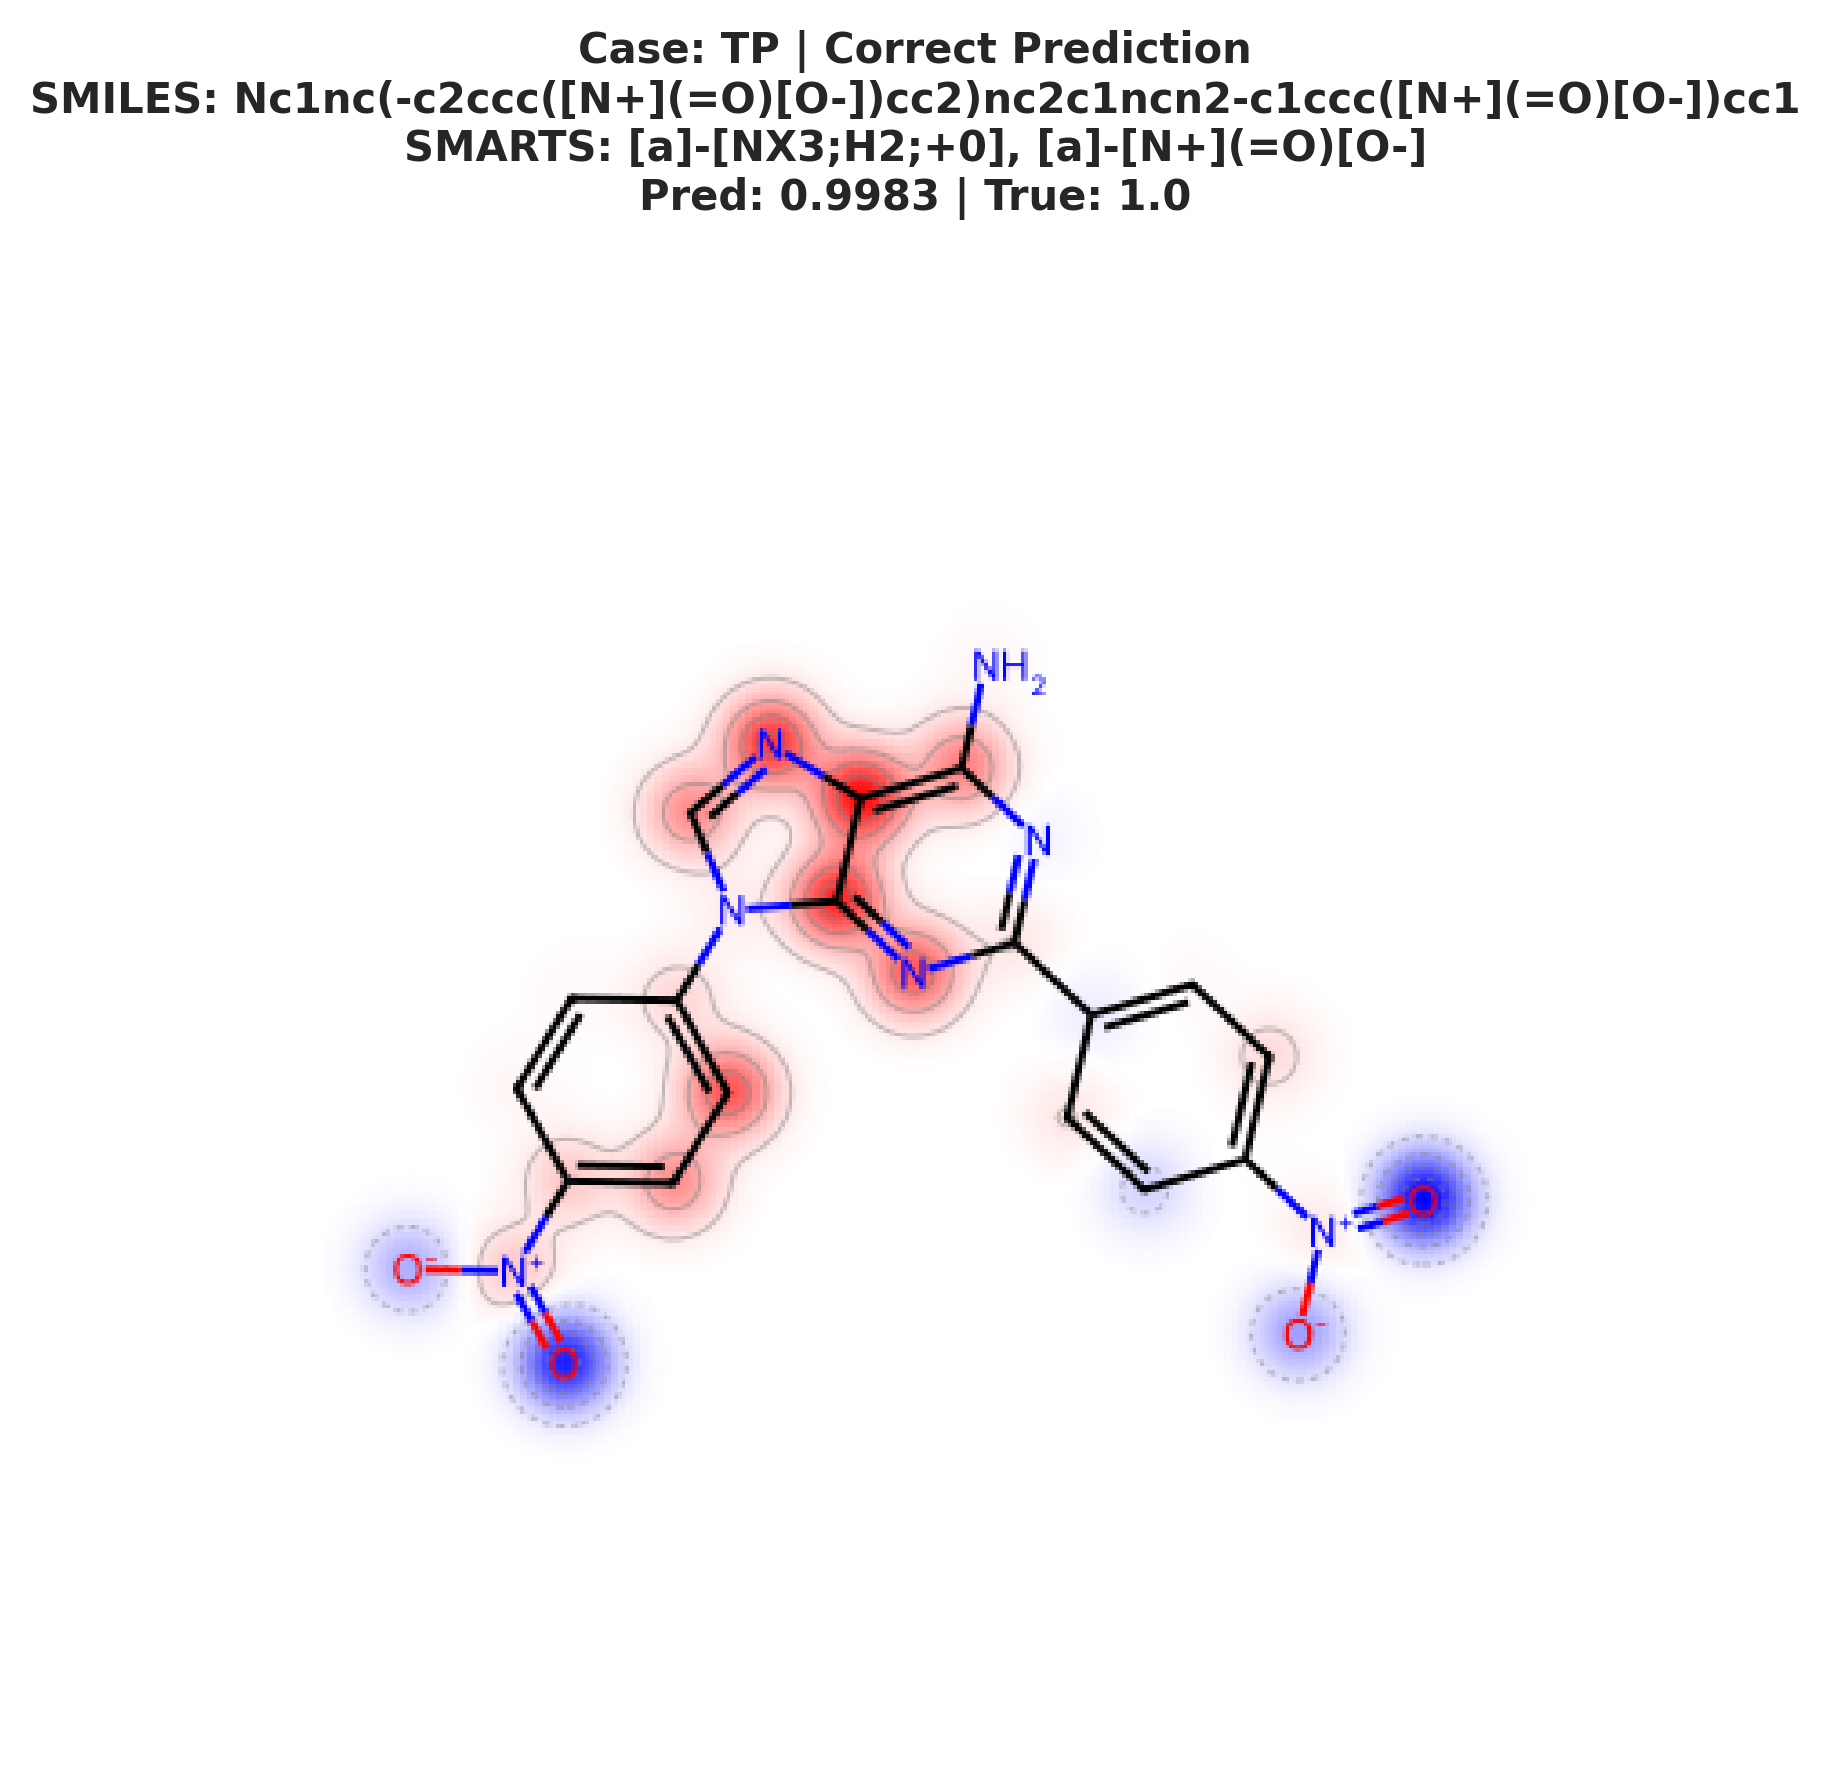 Case: TP | Correct Prediction
SMILES: Nc1nc(-c2ccc([N+](=O)[O-])cc2)nc2c1ncn2-c1ccc([N+](=O)[O-])cc1
SMARTS: [a]-[NX3;H2;+0], [a]-[N+](=O)[O-]
Pred: 0.9983 | True: 1.0
NH2
N
N
N
N
O-
N+
O
N+
O
O-